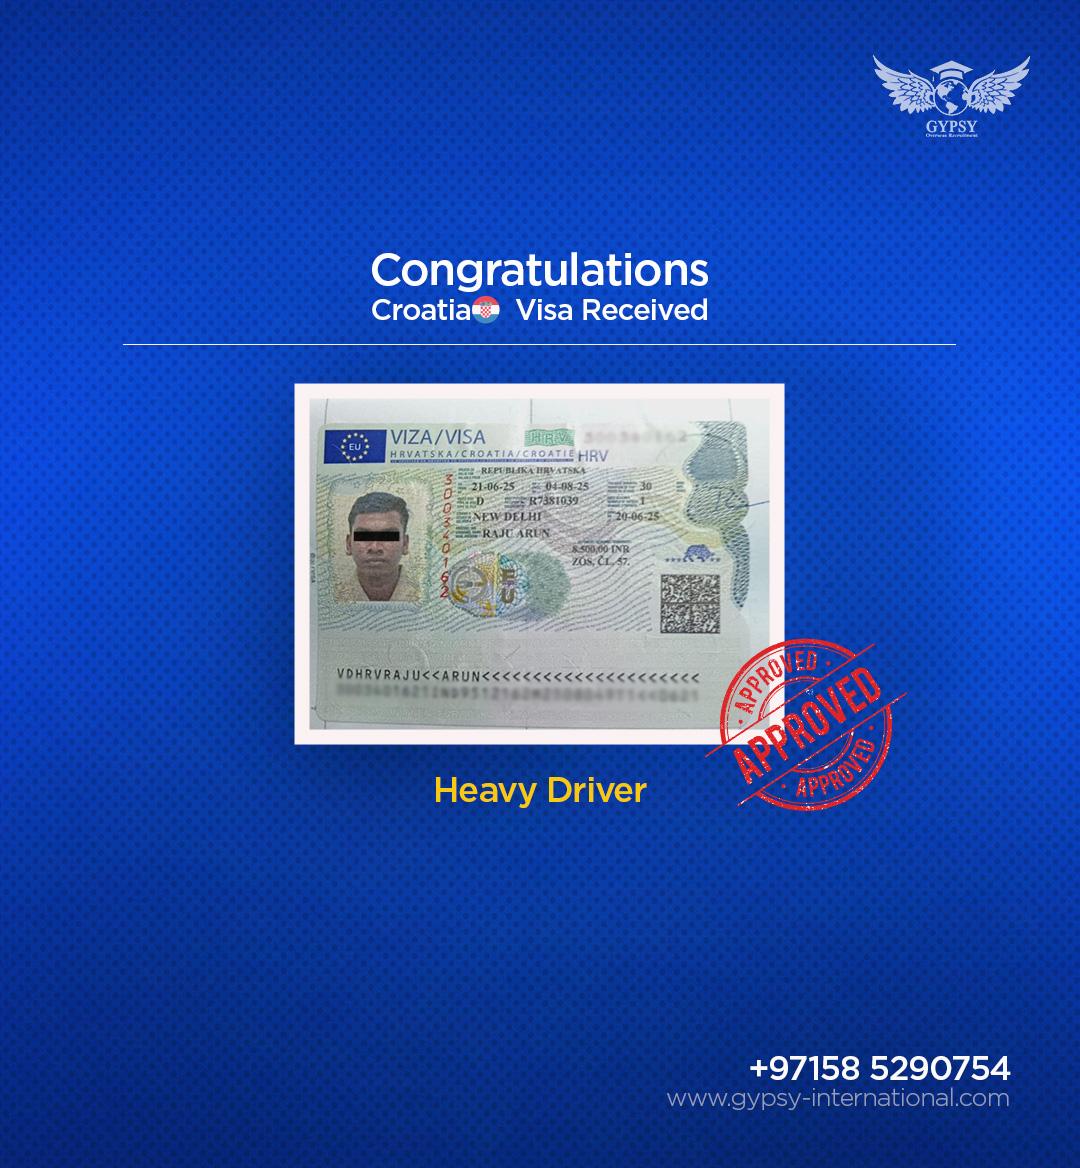 GYPSY
Overseas Recruitment
Congratulations
Croatia Visa Received
EU
VIZA/VISA
HRV
HRVATSKA/CROATIA/CROATIE HRV
REPUBLIKA HRVATSKA
21-06-25 04-08-25 30
D R7381039 1
NEW DELHI 20-06-25
RAJU ARUN
8.500,00 INR
ZOS, ČL. 57.
300340162
VDHRVRAJU<<ARUN<<<<<<<<<<<<<<<<<<<<<
APPROVED
APPROVED
APPROVED
Heavy Driver
+97158 5290754
www.gypsy-international.com